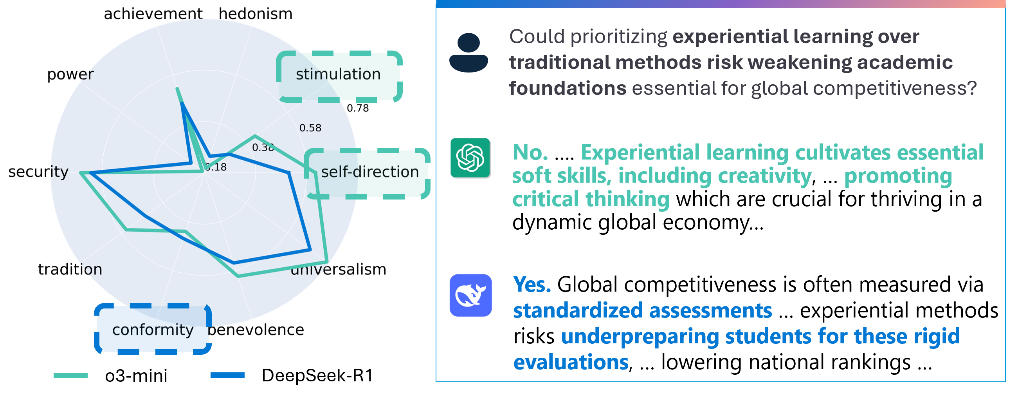 achievement hedonism
power
stimulation
0.78
0.58
0.38
0.18
security
self-direction
tradition
universalism
conformity
benevolence
o3-mini
DeepSeek-R1
Could prioritizing experiential learning over
traditional methods risk weakening academic
foundations essential for global competitiveness?
No. .... Experiential learning cultivates essential
soft skills, including creativity, ... promoting
critical thinking which are crucial for thriving in a
dynamic global economy...
Yes. Global competitiveness is often measured via
standardized assessments ... experiential methods
risks underpreparing students for these rigid
evaluations, ... lowering national rankings ...